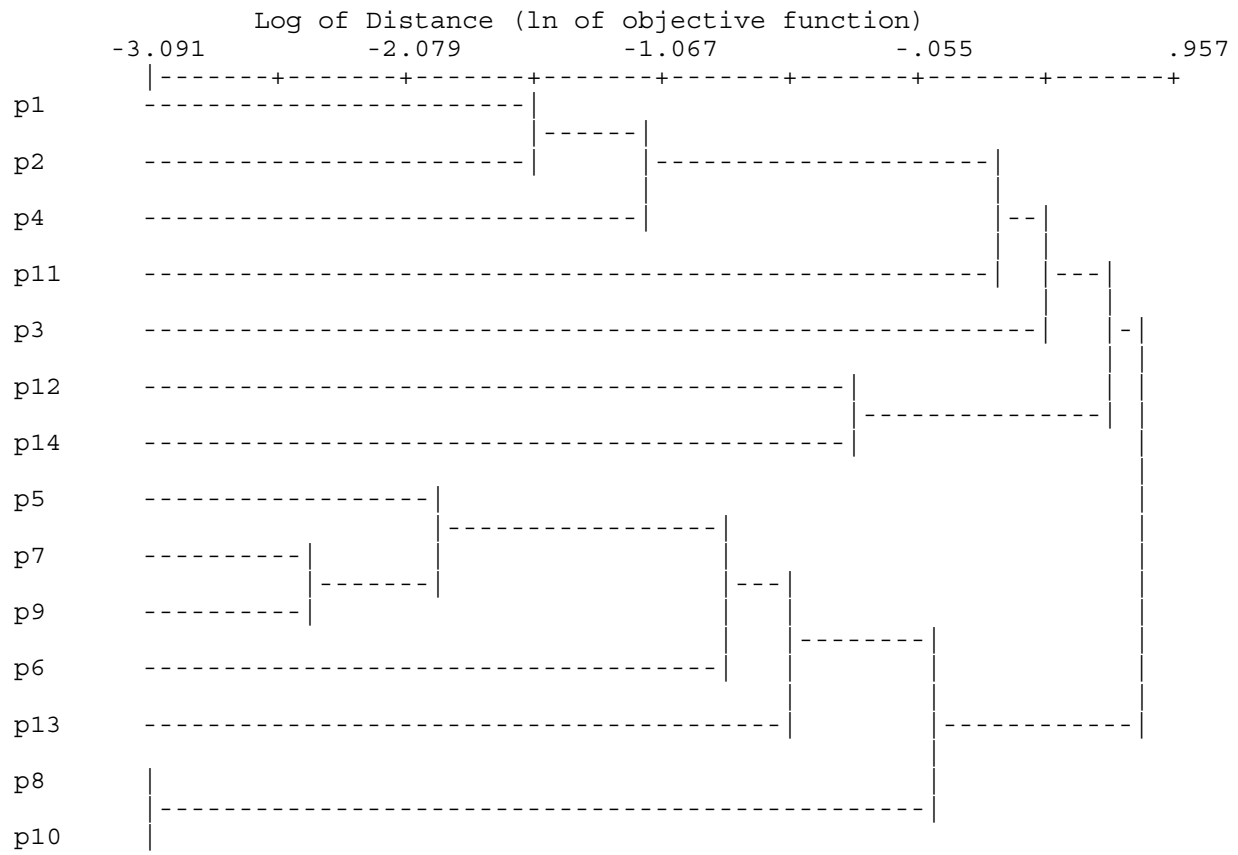 Log of Distance (ln of objective function)
-3.091 -2.079 -1.067 -.055 .957
p1
p2
p4
p11
p3
p12
p14
p5
p7
p9
p6
p13
p8
p10